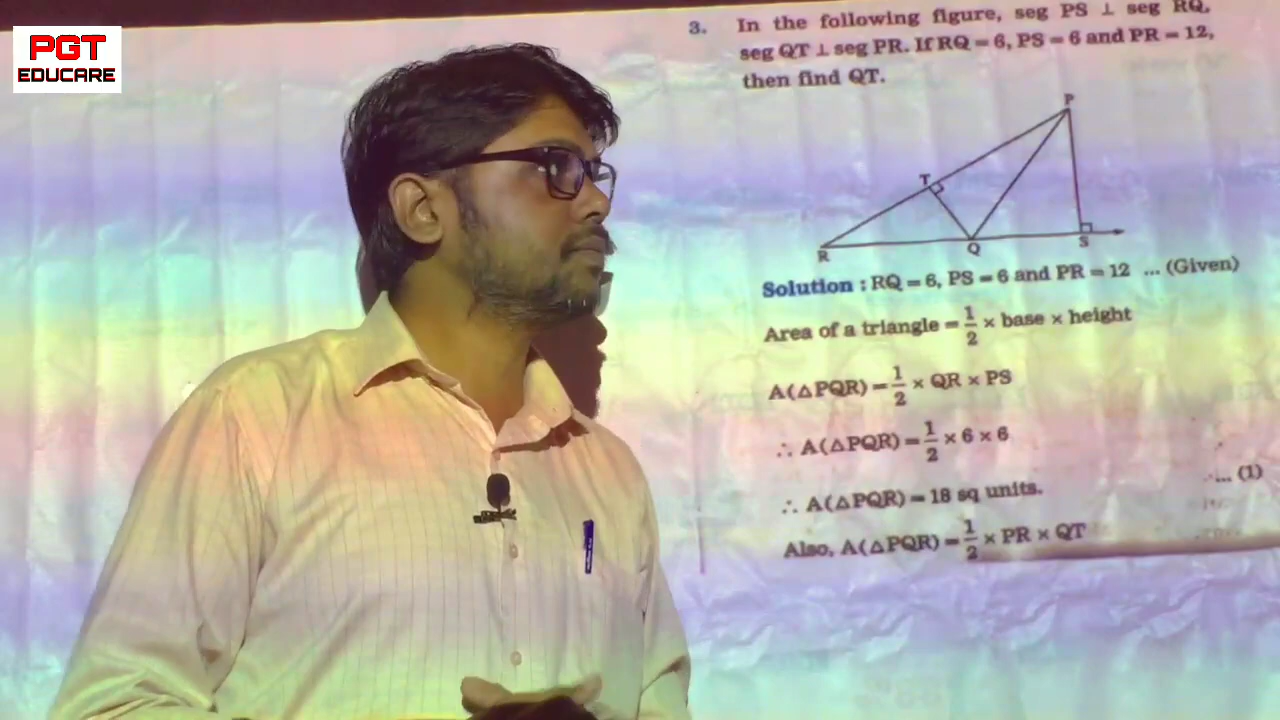 PGT
EDUCARE
3. In the following figure, seg PS ⊥ seg RQ,
seg QT ⊥ seg PR. If RQ = 6, PS = 6 and PR = 12,
then find QT.
P
T
R
Q
S
Solution : RQ = 6, PS = 6 and PR = 12 ... (Given)
Area of a triangle = 1/2 × base × height
A(△PQR) = 1/2 × QR × PS
∴ A(△PQR) = 1/2 × 6 × 6
∴ A(△PQR) = 18 sq units. ... (1)
Also, A(△PQR) = 1/2 × PR × QT